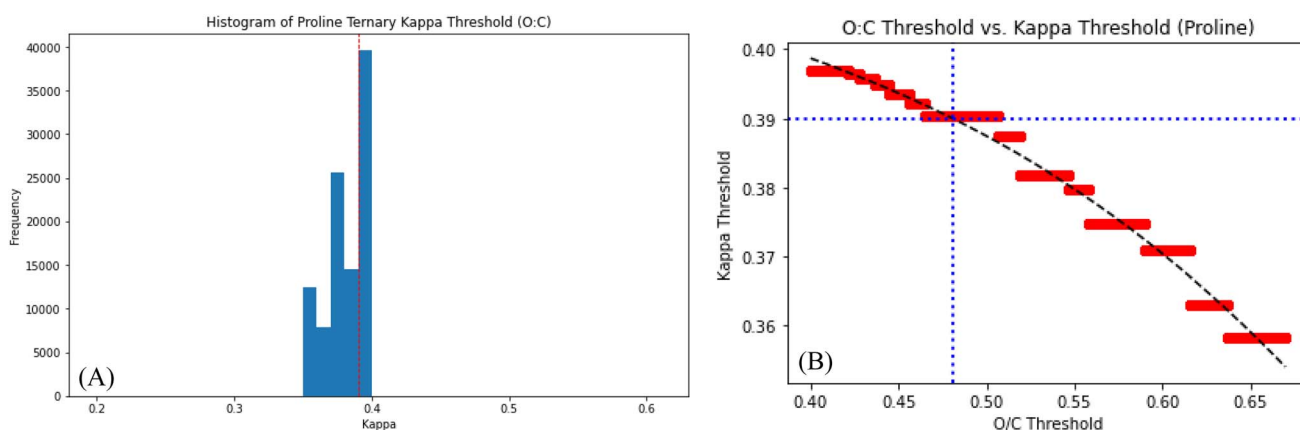 Histogram of Proline Ternary Kappa Threshold (O:C)
40000
35000
30000
25000
20000
15000
10000
5000
0
Frequency
(A)
0.2 0.3 0.4 0.5 0.6
Kappa
O:C Threshold vs. Kappa Threshold (Proline)
0.40
0.39
0.38
0.37
0.36
Kappa Threshold
(B)
0.40 0.45 0.50 0.55 0.60 0.65
O/C Threshold